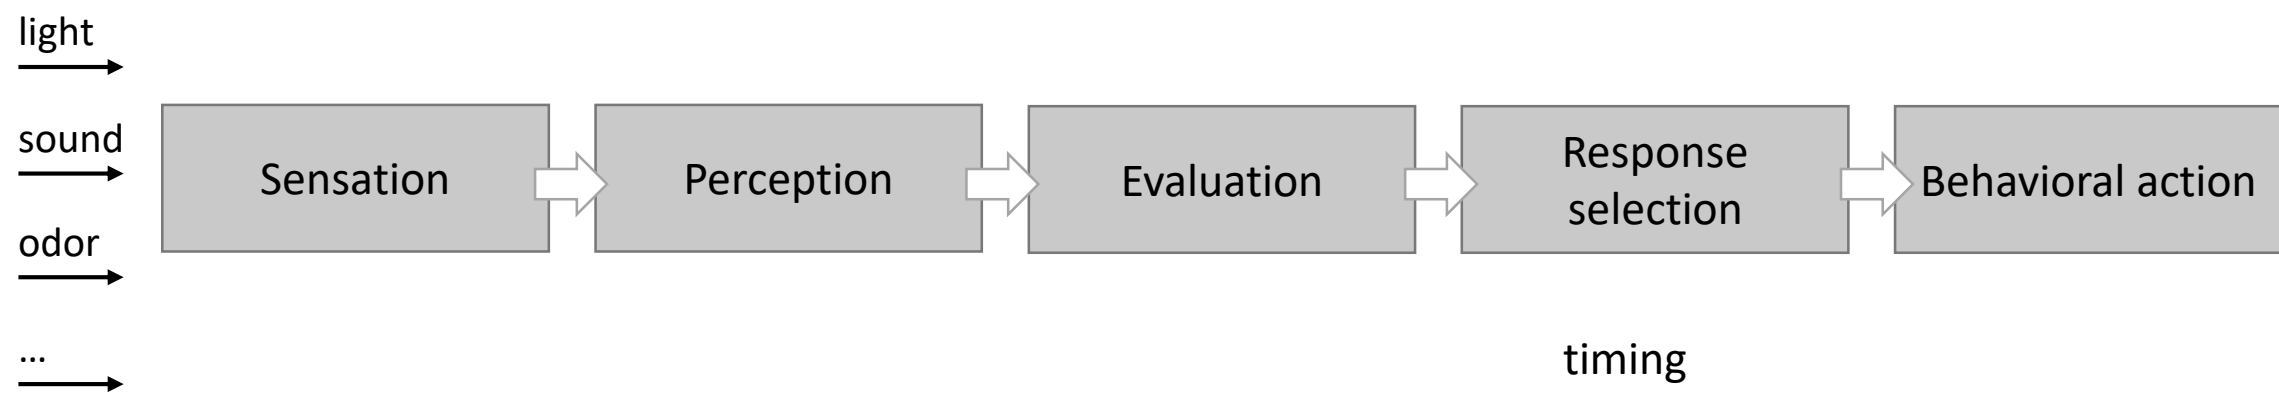 light
sound
odor
...
Sensation
Perception
Evaluation
Response
selection
Behavioral action
timing